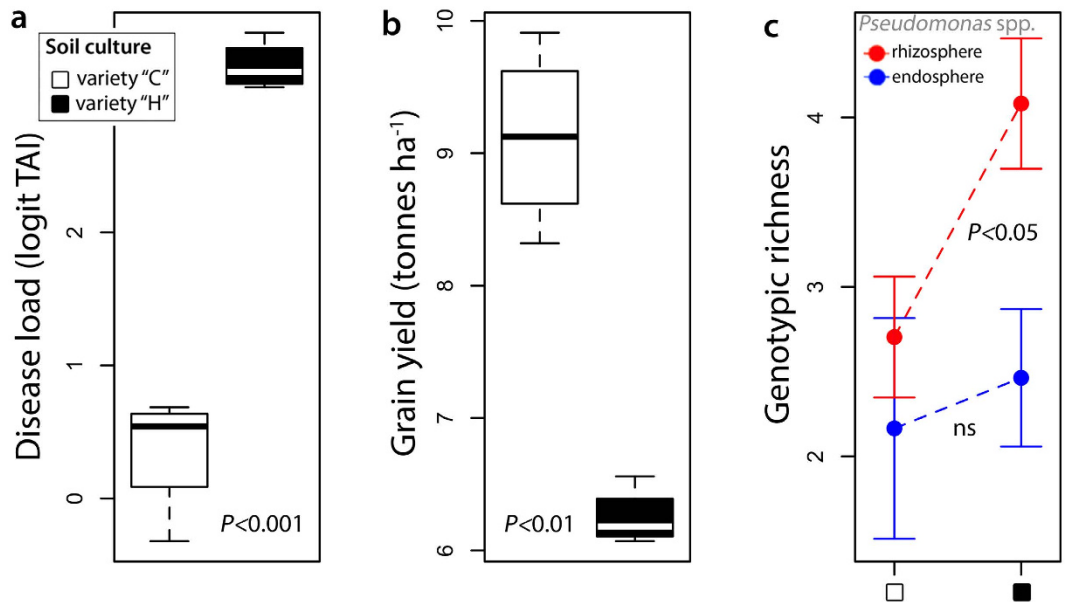 a
Soil culture
variety "C"
variety "H"
Disease load (logit TAI)
2
1
0
P<0.001
b
Grain yield (tonnes ha⁻¹)
10
9
8
7
6
P<0.01
c
Pseudomonas spp.
rhizosphere
endosphere
Genotypic richness
4
3
2
P<0.05
ns